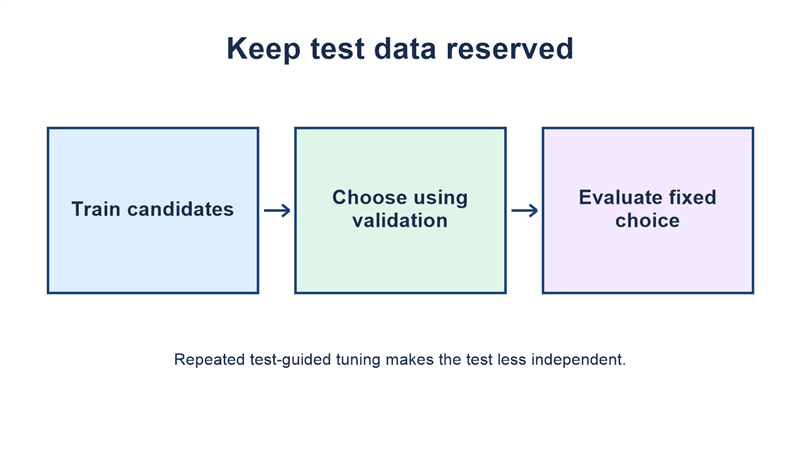 Keep test data reserved
Train candidates
Choose using
validation
Evaluate fixed
choice
Repeated test-guided tuning makes the test less independent.